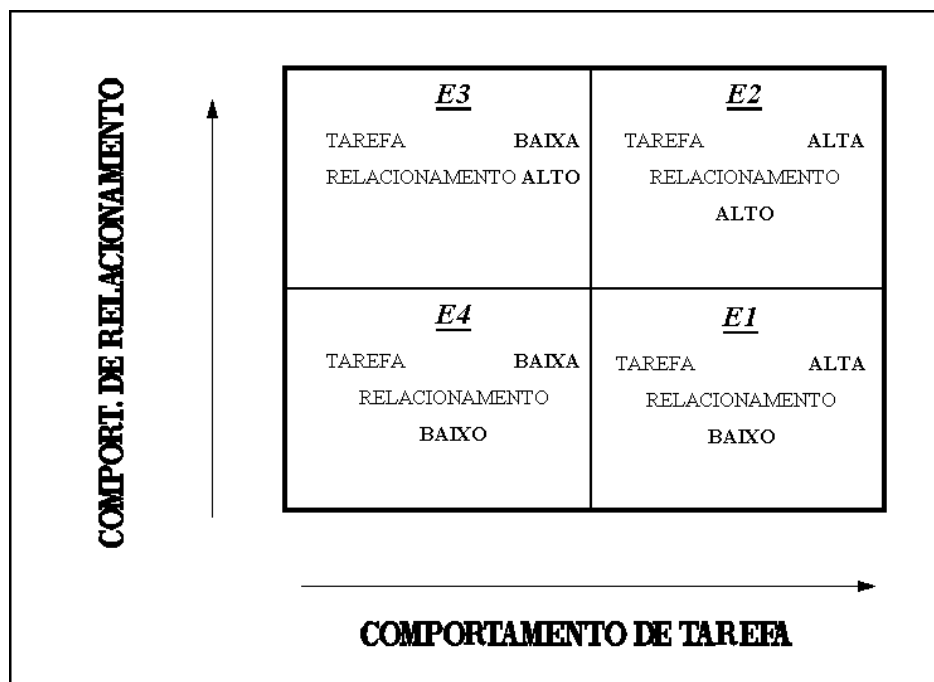 COMPORT. DE RELACIONAMENTO
E3
TAREFA BAIXA
RELACIONAMENTO ALTO
E2
TAREFA ALTA
RELACIONAMENTO
ALTO
E4
TAREFA BAIXA
RELACIONAMENTO
BAIXO
E1
TAREFA ALTA
RELACIONAMENTO
BAIXO
COMPORTAMENTO DE TAREFA